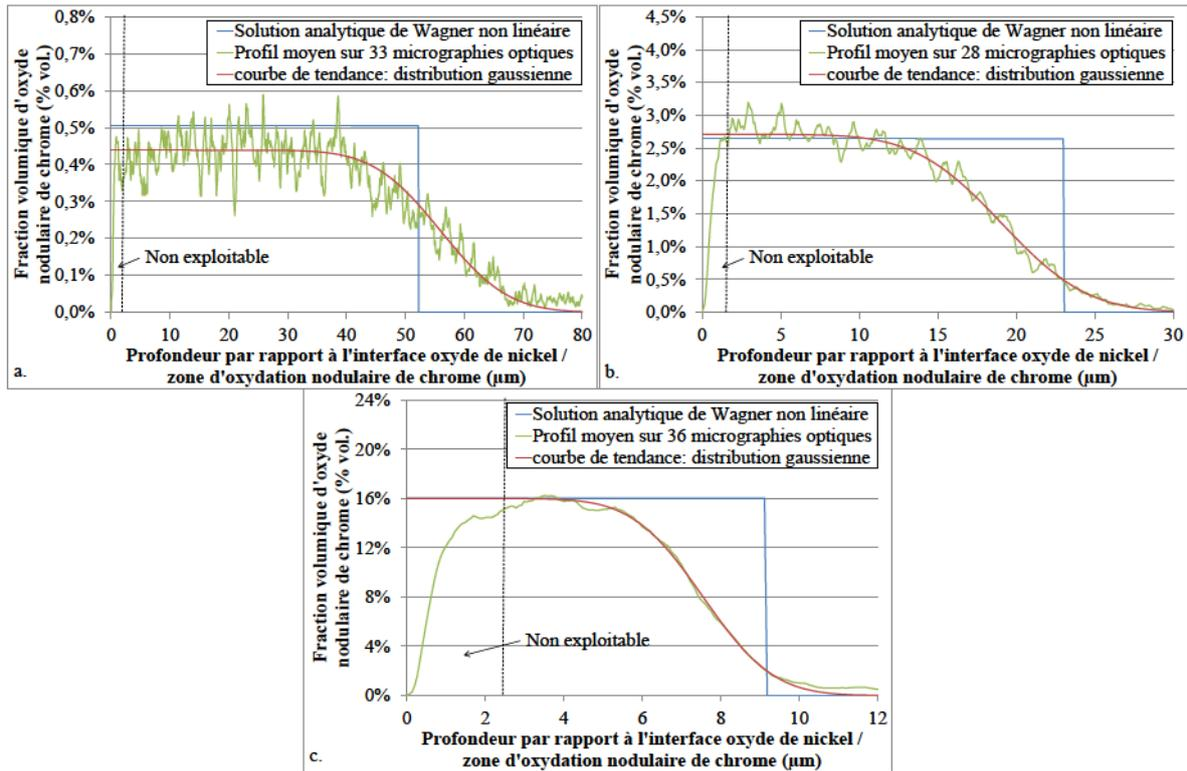 0,8%
0,7%
0,6%
0,5%
0,4%
0,3%
0,2%
0,1%
0,0%
Fraction volumique d'oxyde
nodulaire de chrome (% vol.)
Solution analytique de Wagner non linéaire
Profil moyen sur 33 micrographies optiques
courbe de tendance: distribution gaussienne
Non exploitable
0 10 20 30 40 50 60 70 80
Profondeur par rapport à l'interface oxyde de nickel /
zone d'oxydation nodulaire de chrome (µm)
a.
4,5%
4,0%
3,5%
3,0%
2,5%
2,0%
1,5%
1,0%
0,5%
0,0%
Fraction volumique d'oxyde
nodulaire de chrome (% vol.)
Solution analytique de Wagner non linéaire
Profil moyen sur 28 micrographies optiques
courbe de tendance: distribution gaussienne
Non exploitable
0 5 10 15 20 25 30
Profondeur par rapport à l'interface oxyde de nickel /
zone d'oxydation nodulaire de chrome (µm)
b.
24%
20%
16%
12%
8%
4%
0%
Fraction volumique d'oxyde
nodulaire de chrome (% vol.)
Solution analytique de Wagner non linéaire
Profil moyen sur 36 micrographies optiques
courbe de tendance: distribution gaussienne
Non exploitable
0 2 4 6 8 10 12
Profondeur par rapport à l'interface oxyde de nickel /
zone d'oxydation nodulaire de chrome (µm)
c.